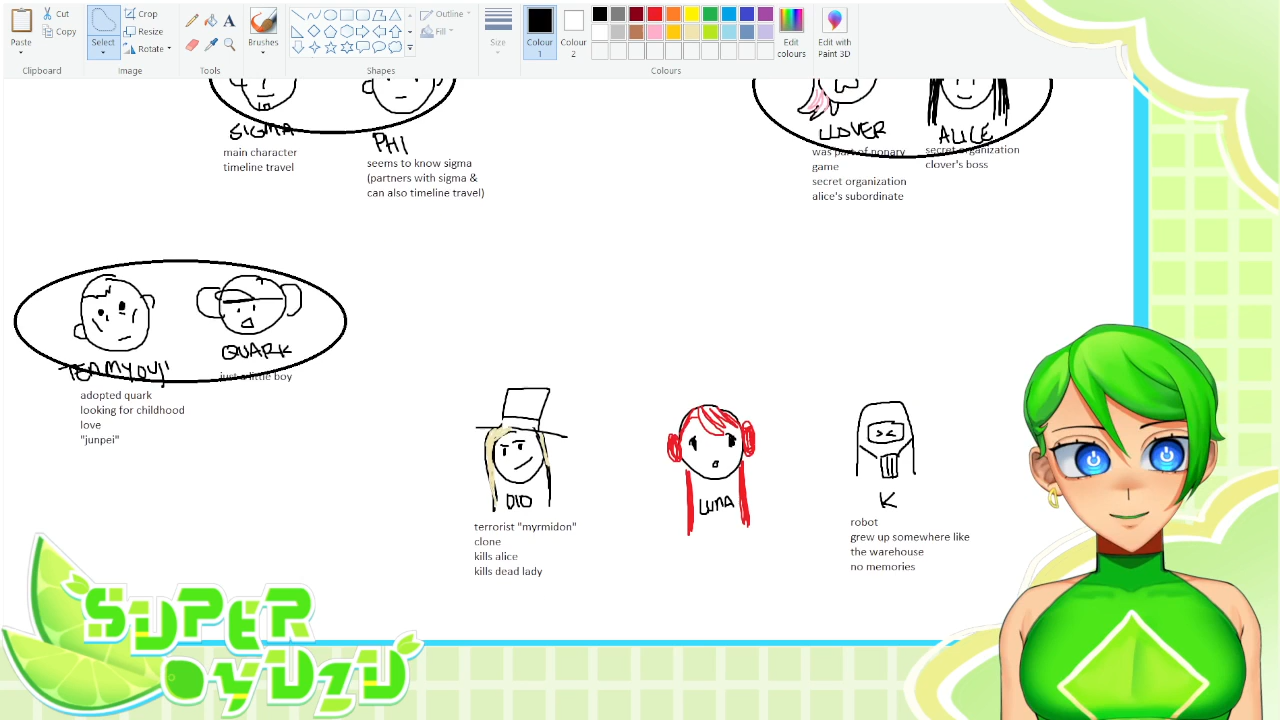 Paste
Cut
Crop
Resize
Rotate
Select
Brushes
Outline
Fill
Size
Colour
1
Colour
2
Edit
colours
Edit with
Paint 3D
Clipboard
Image
Tools
Shapes
Colours
A
SIGMA
main character
timeline travel
PHI
seems to know sigma
(partners with sigma &
can also timeline travel)
CLOVER
was part of nonary
game
secret organization
alice's subordinate
ALICE
secret organization
clover's boss
TENMYOUJI
adopted quark
looking for childhood
love
"junpei"
QUARK
just a little boy
DIO
terrorist "myrmidon"
clone
kills alice
kills dead lady
LUNA
K
robot
grew up somewhere like
the warehouse
no memories
SUPER
OYUZU